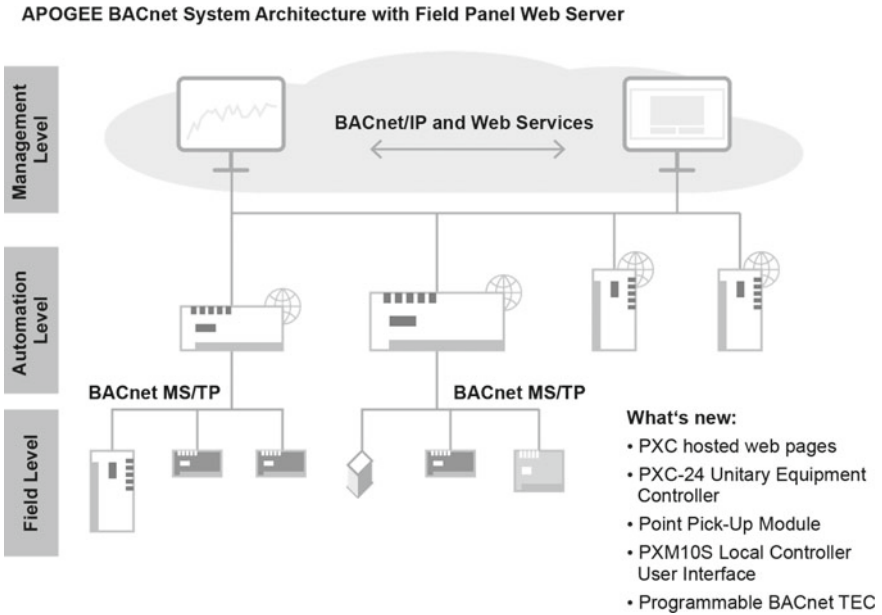 APOGEE BACnet System Architecture with Field Panel Web Server
Management
Level
BACnet/IP and Web Services
Automation
Level
BACnet MS/TP
BACnet MS/TP
Field Level
What‘s new:
• PXC hosted web pages
• PXC-24 Unitary Equipment
Controller
• Point Pick-Up Module
• PXM10S Local Controller
User Interface
• Programmable BACnet TEC